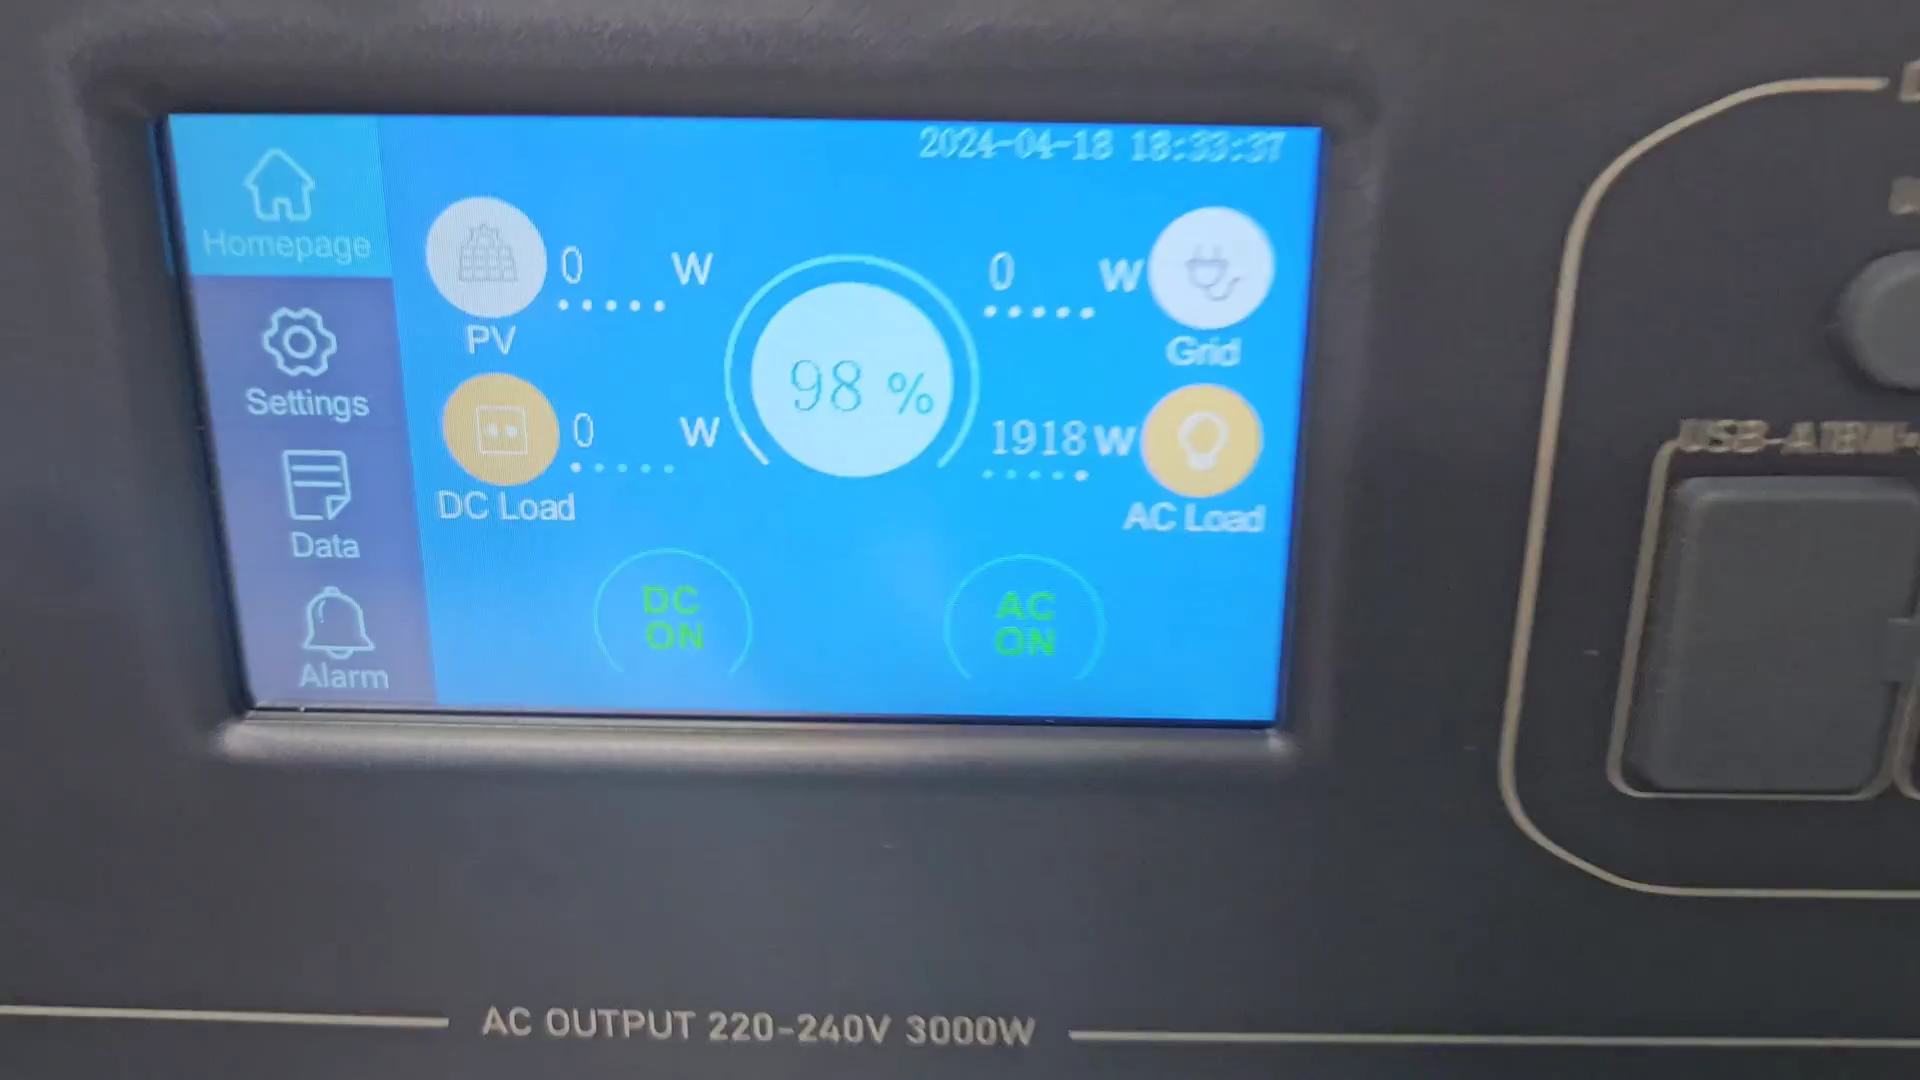 2024-04-18 18:33:37
Homepage
0 W
PV
0 W
Grid
98 %
Settings
0 W
DC Load
1918 W
AC Load
Data
DC
ON
AC
ON
Alarm
AC OUTPUT 220-240V 3000W